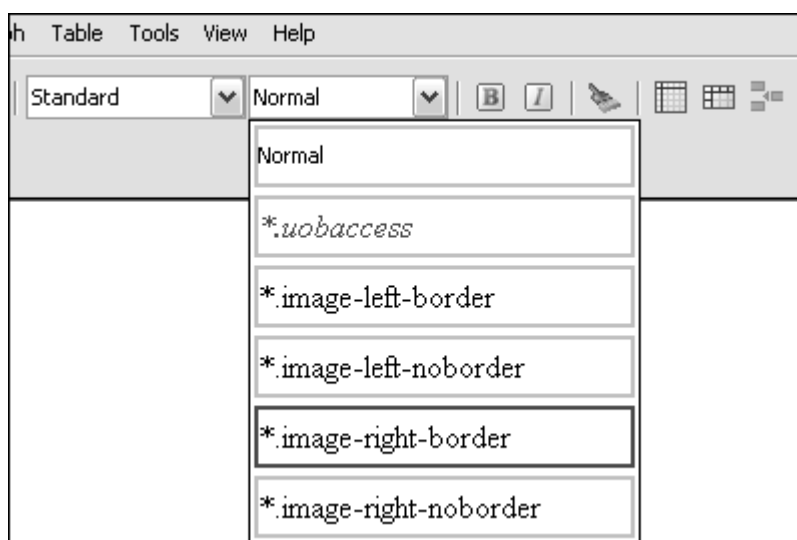 h Table Tools View Help
Standard Normal B I
Normal
*.uobaccess
*.image-left-border
*.image-left-noborder
*.image-right-border
*.image-right-noborder